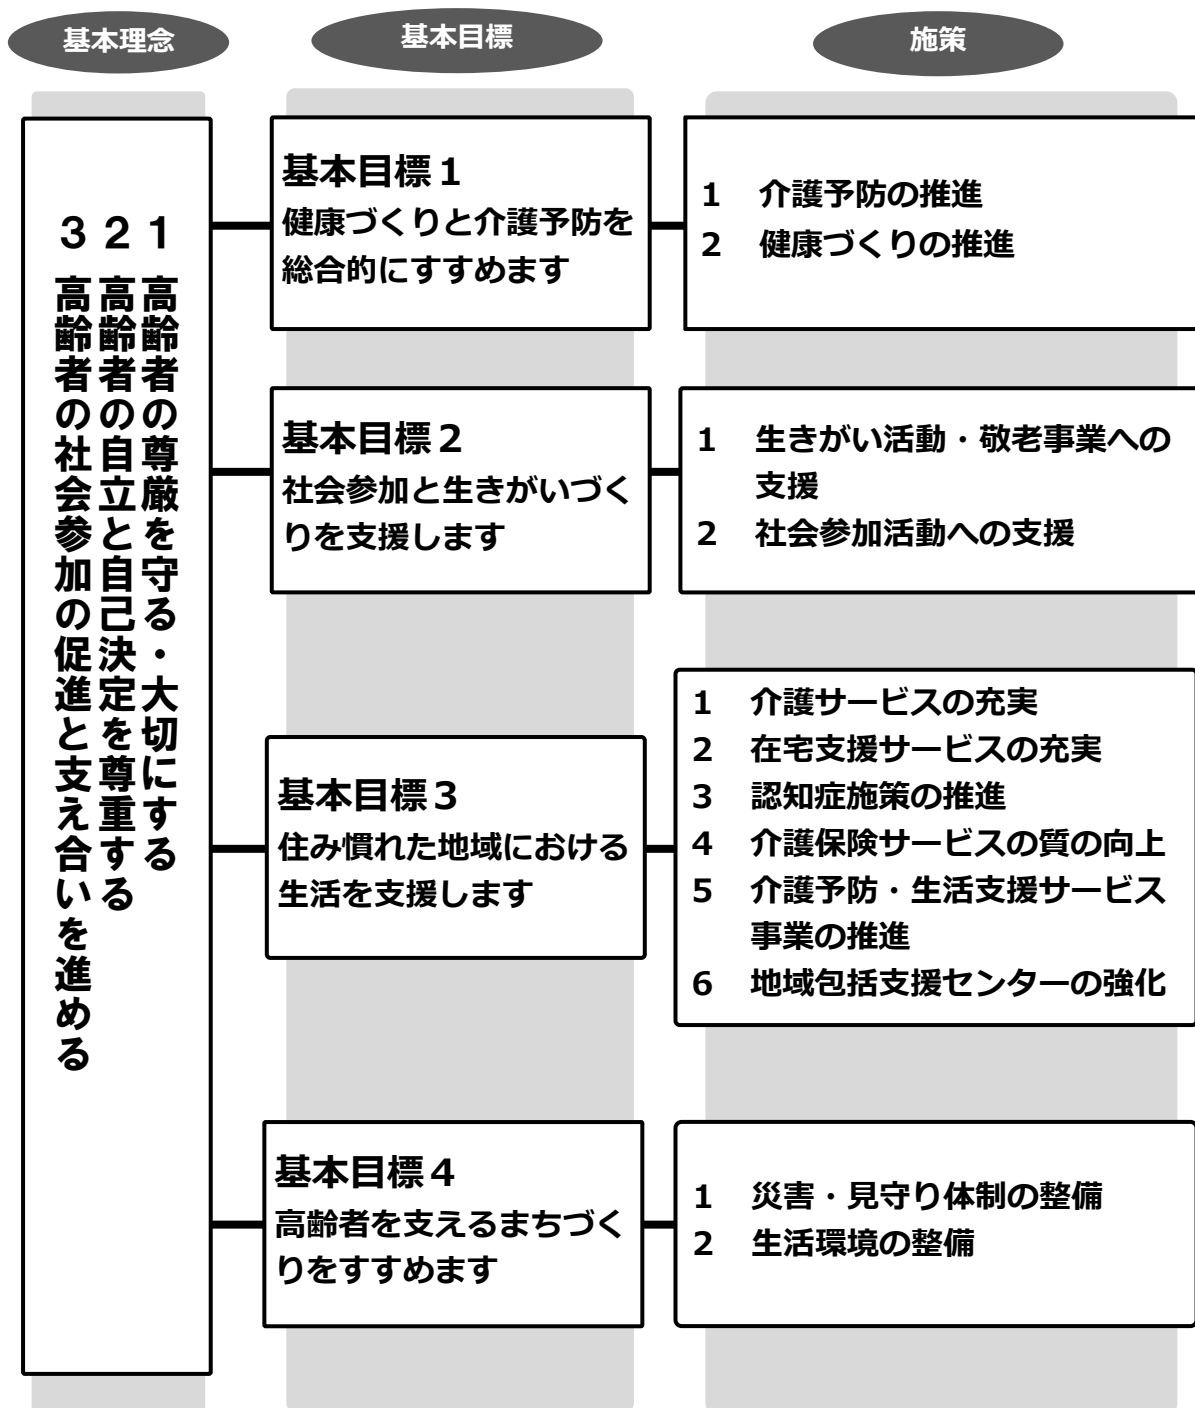 基本理念
基本目標
施策
1 高齢者の尊厳を守る・大切にする
2 高齢者の自立と自己決定を尊重する
3 高齢者の社会参加の促進と支え合いを進める
基本目標1
健康づくりと介護予防を
総合的にすすめます
1 介護予防の推進
2 健康づくりの推進
基本目標2
社会参加と生きがいづく
りを支援します
1 生きがい活動・敬老事業への
支援
2 社会参加活動への支援
基本目標3
住み慣れた地域における
生活を支援します
1 介護サービスの充実
2 在宅支援サービスの充実
3 認知症施策の推進
4 介護保険サービスの質の向上
5 介護予防・生活支援サービス
事業の推進
6 地域包括支援センターの強化
基本目標4
高齢者を支えるまちづく
りをすすめます
1 災害・見守り体制の整備
2 生活環境の整備